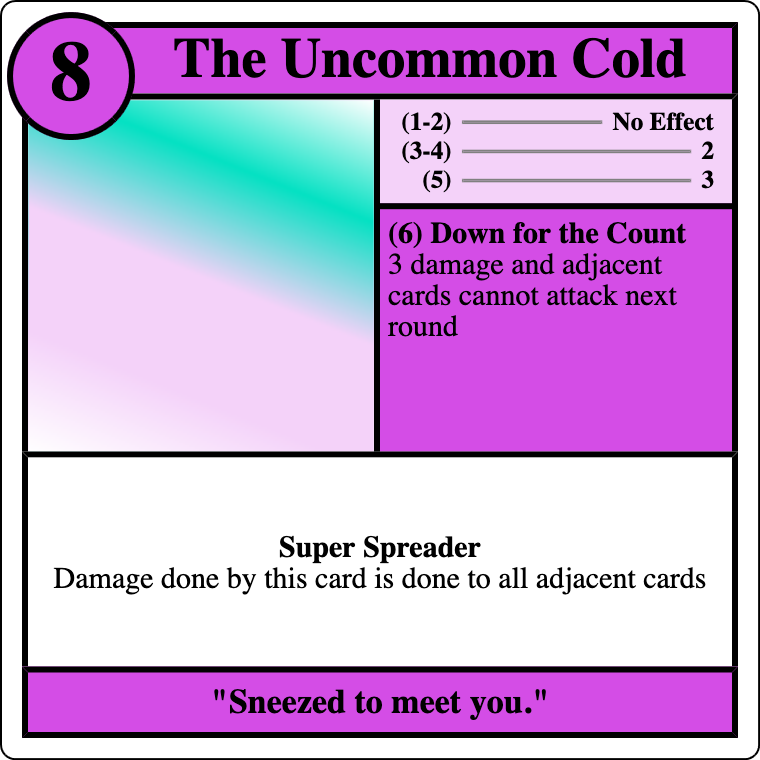 8
The Uncommon Cold
(1-2) No Effect
(3-4) 2
(5) 3
(6) Down for the Count
3 damage and adjacent
cards cannot attack next
round
Super Spreader
Damage done by this card is done to all adjacent cards
"Sneezed to meet you."